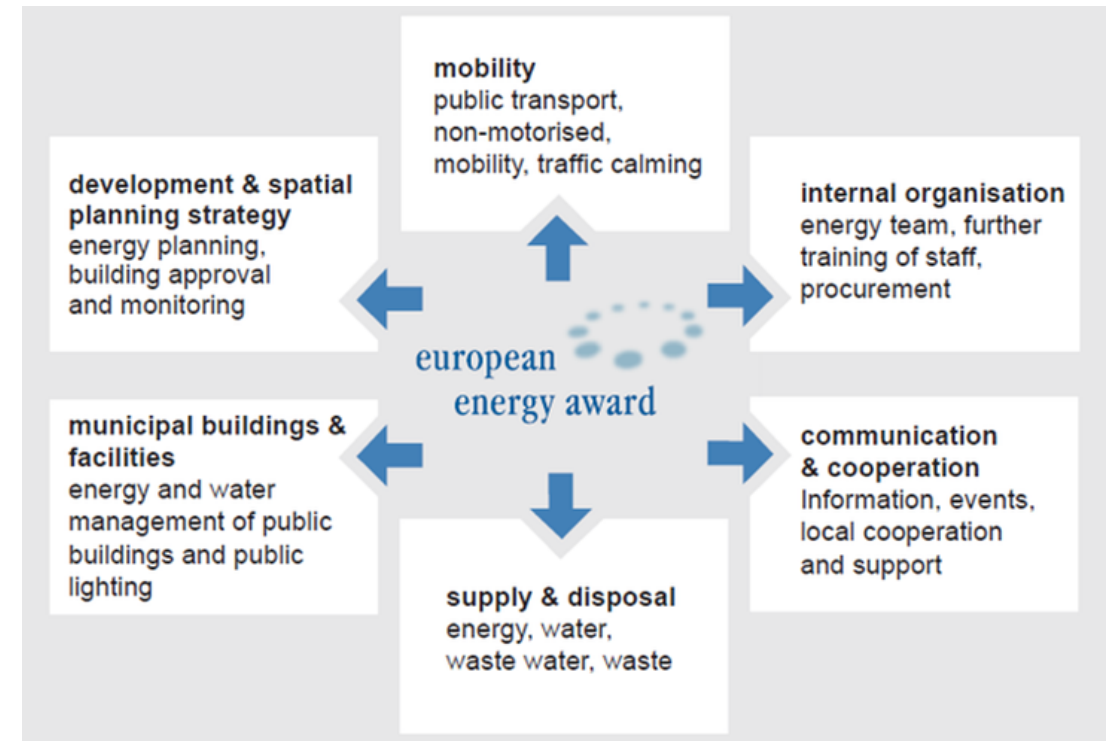 mobility
public transport,
non-motorised,
mobility, traffic calming
development & spatial
planning strategy
energy planning,
building approval
and monitoring
internal organisation
energy team, further
training of staff,
procurement
european
energy award
municipal buildings &
facilities
energy and water
management of public
buildings and public
lighting
communication
& cooperation
Information, events,
local cooperation
and support
supply & disposal
energy, water,
waste water, waste